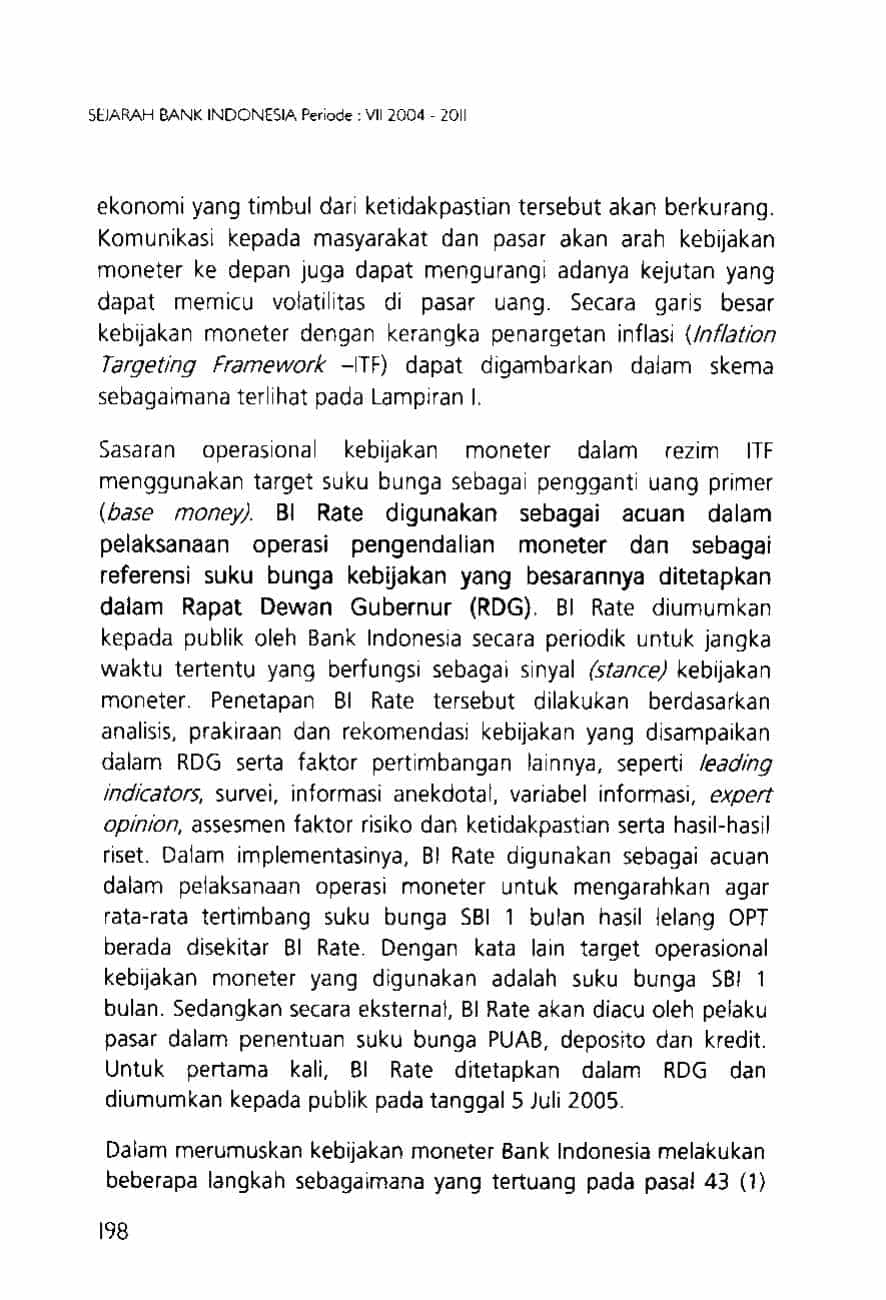 SEJARAH BANK INDONESIA Periode : VII 2004 - 2011
ekonomi yang timbul dari ketidakpastian tersebut akan berkurang.
Komunikasi kepada masyarakat dan pasar akan arah kebijakan
moneter ke depan juga dapat mengurangi adanya kejutan yang
dapat memicu volatilitas di pasar uang. Secara garis besar
kebijakan moneter dengan kerangka penargetan inflasi (Inflation
Targeting Framework –ITF) dapat digambarkan dalam skema
sebagaimana terlihat pada Lampiran I.
Sasaran operasional kebijakan moneter dalam rezim ITF
menggunakan target suku bunga sebagai pengganti uang primer
(base money). BI Rate digunakan sebagai acuan dalam
pelaksanaan operasi pengendalian moneter dan sebagai
referensi suku bunga kebijakan yang besarannya ditetapkan
dalam Rapat Dewan Gubernur (RDG). BI Rate diumumkan
kepada publik oleh Bank Indonesia secara periodik untuk jangka
waktu tertentu yang berfungsi sebagai sinyal (stance) kebijakan
moneter. Penetapan BI Rate tersebut dilakukan berdasarkan
analisis, prakiraan dan rekomendasi kebijakan yang disampaikan
dalam RDG serta faktor pertimbangan lainnya, seperti leading
indicators, survei, informasi anekdotal, variabel informasi, expert
opinion, assesmen faktor risiko dan ketidakpastian serta hasil-hasil
riset. Dalam implementasinya, BI Rate digunakan sebagai acuan
dalam pelaksanaan operasi moneter untuk mengarahkan agar
rata-rata tertimbang suku bunga SBI 1 bulan hasil lelang OPT
berada disekitar BI Rate. Dengan kata lain target operasional
kebijakan moneter yang digunakan adalah suku bunga SBI 1
bulan. Sedangkan secara eksternal, BI Rate akan diacu oleh pelaku
pasar dalam penentuan suku bunga PUAB, deposito dan kredit.
Untuk pertama kali, BI Rate ditetapkan dalam RDG dan
diumumkan kepada publik pada tanggal 5 Juli 2005.
Dalam merumuskan kebijakan moneter Bank Indonesia melakukan
beberapa langkah sebagaimana yang tertuang pada pasal 43 (1)
198